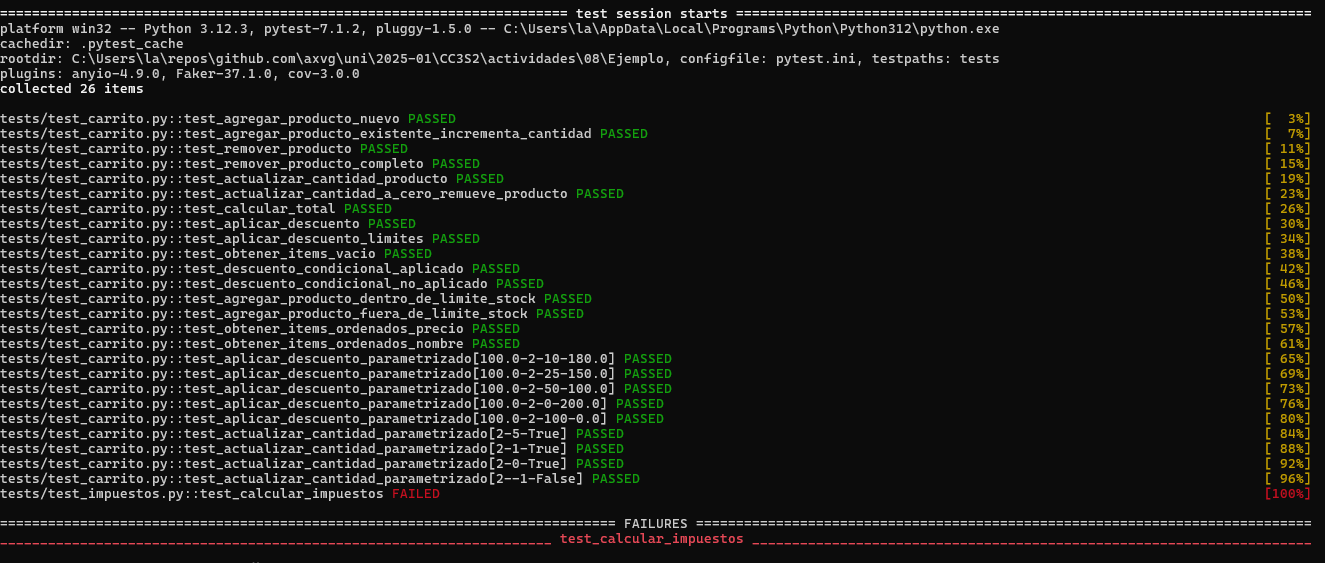 ============================= test session starts =============================
platform win32 -- Python 3.12.3, pytest-7.1.2, pluggy-1.5.0 -- C:\Users\la\AppData\Local\Programs\Python\Python312\python.exe
cachedir: .pytest_cache
rootdir: C:\Users\la\repos\github.com\axvg\uni\2025-01\CC3S2\actividades\08\Ejemplo, configfile: pytest.ini, testpaths: tests
plugins: anyio-4.9.0, Faker-37.1.0, cov-3.0.0
collected 26 items
tests/test_carrito.py::test_agregar_producto_nuevo PASSED [  3%]
tests/test_carrito.py::test_agregar_producto_existente_incrementa_cantidad PASSED [  7%]
tests/test_carrito.py::test_remover_producto PASSED [ 11%]
tests/test_carrito.py::test_remover_producto_completo PASSED [ 15%]
tests/test_carrito.py::test_actualizar_cantidad_producto PASSED [ 19%]
tests/test_carrito.py::test_actualizar_cantidad_a_cero_remueve_producto PASSED [ 23%]
tests/test_carrito.py::test_calcular_total PASSED [ 26%]
tests/test_carrito.py::test_aplicar_descuento PASSED [ 30%]
tests/test_carrito.py::test_aplicar_descuento_limites PASSED [ 34%]
tests/test_carrito.py::test_obtener_items_vacio PASSED [ 38%]
tests/test_carrito.py::test_descuento_condicional_aplicado PASSED [ 42%]
tests/test_carrito.py::test_descuento_condicional_no_aplicado PASSED [ 46%]
tests/test_carrito.py::test_agregar_producto_dentro_de_limite_stock PASSED [ 50%]
tests/test_carrito.py::test_agregar_producto_fuera_de_limite_stock PASSED [ 53%]
tests/test_carrito.py::test_obtener_items_ordenados_precio PASSED [ 57%]
tests/test_carrito.py::test_obtener_items_ordenados_nombre PASSED [ 61%]
tests/test_carrito.py::test_aplicar_descuento_parametrizado[100.0-2-10-180.0] PASSED [ 65%]
tests/test_carrito.py::test_aplicar_descuento_parametrizado[100.0-2-25-150.0] PASSED [ 69%]
tests/test_carrito.py::test_aplicar_descuento_parametrizado[100.0-2-50-100.0] PASSED [ 73%]
tests/test_carrito.py::test_aplicar_descuento_parametrizado[100.0-2-0-200.0] PASSED [ 76%]
tests/test_carrito.py::test_aplicar_descuento_parametrizado[100.0-2-100-0.0] PASSED [ 80%]
tests/test_carrito.py::test_actualizar_cantidad_parametrizado[2-5-True] PASSED [ 84%]
tests/test_carrito.py::test_actualizar_cantidad_parametrizado[2-1-True] PASSED [ 88%]
tests/test_carrito.py::test_actualizar_cantidad_parametrizado[2-0-True] PASSED [ 92%]
tests/test_carrito.py::test_actualizar_cantidad_parametrizado[2--1-False] PASSED [ 96%]
tests/test_impuestos.py::test_calcular_impuestos FAILED [100%]
============================= FAILURES =============================
_____________________________ test_calcular_impuestos _____________________________